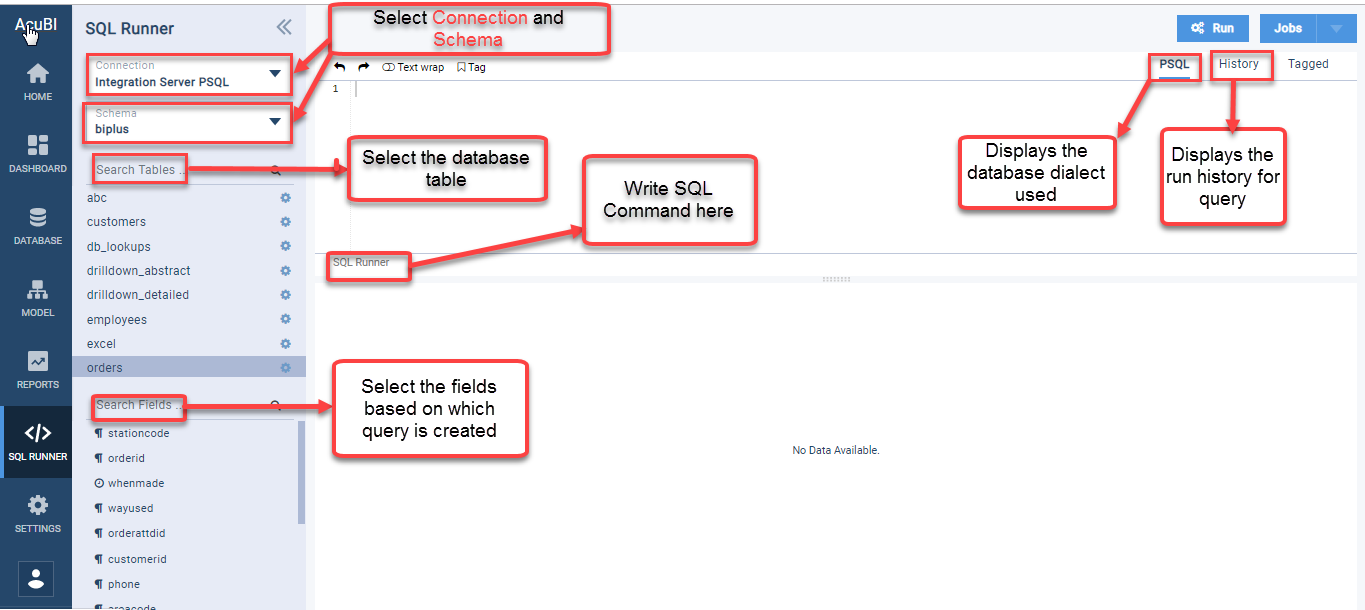 AcuBI
HOME
DASHBOARD
DATABASE
MODEL
REPORTS
SQL RUNNER
SETTINGS
SQL Runner
Connection
Integration Server PSQL
Schema
biplus
Search Tables ..
abc
customers
db_lookups
drilldown_abstract
drilldown_detailed
employees
excel
orders
Search Fields ..
stationcode
orderid
whenmade
wayused
orderattdid
customerid
phone
areacode
Select Connection and
Schema
Run
Jobs
Text wrap
Tag
PSQL
History
Tagged
1
Select the database
table
Write SQL
Command here
Displays the
database dialect
used
Displays the
run history for
query
SQL Runner
Select the fields
based on which
query is created
No Data Available.